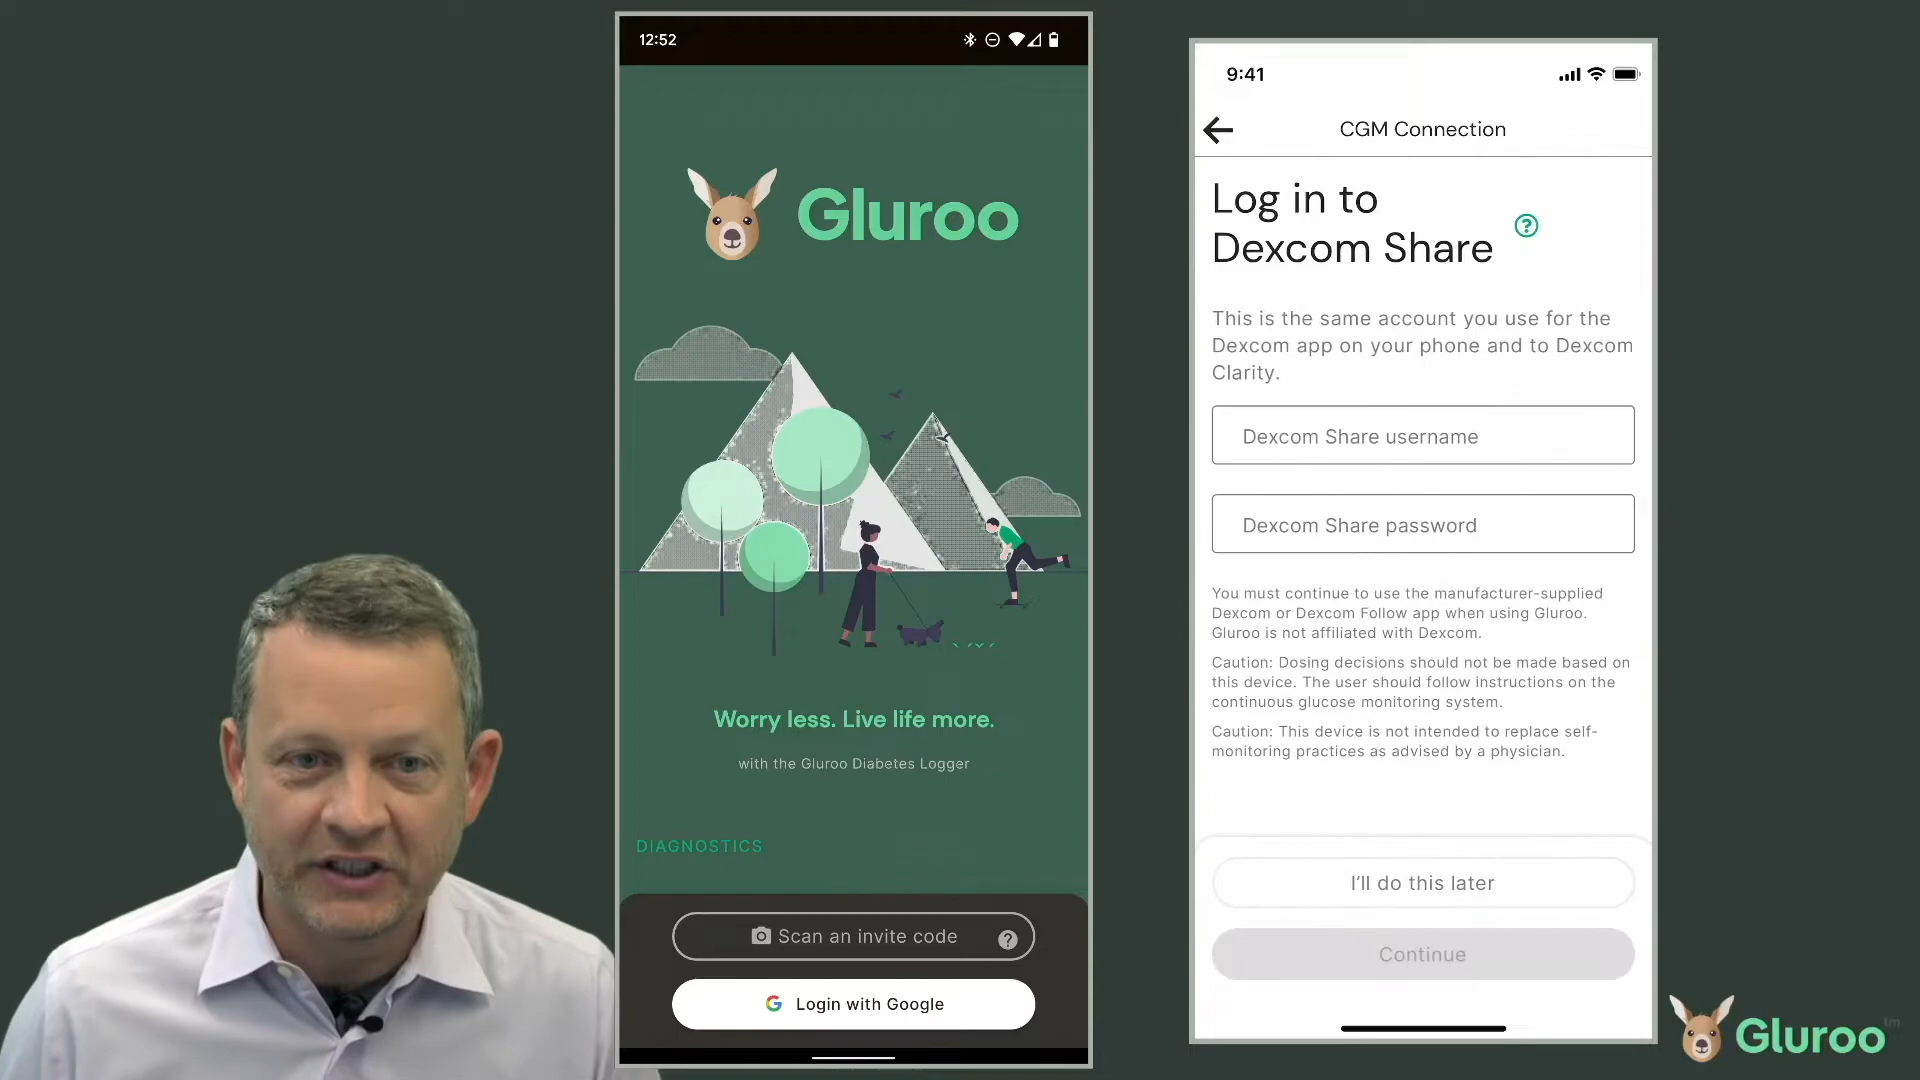 12:52
Gluroo
Worry less. Live life more.
with the Gluroo Diabetes Logger
DIAGNOSTICS
Scan an invite code ?
G Login with Google
9:41
CGM Connection
Log in to
Dexcom Share ?
This is the same account you use for the
Dexcom app on your phone and to Dexcom
Clarity.
Dexcom Share username
Dexcom Share password
You must continue to use the manufacturer-supplied
Dexcom or Dexcom Follow app when using Gluroo.
Gluroo is not affiliated with Dexcom.
Caution: Dosing decisions should not be made based on
this device. The user should follow instructions on the
continuous glucose monitoring system.
Caution: This device is not intended to replace self-
monitoring practices as advised by a physician.
I'll do this later
Continue
Gluroo tm